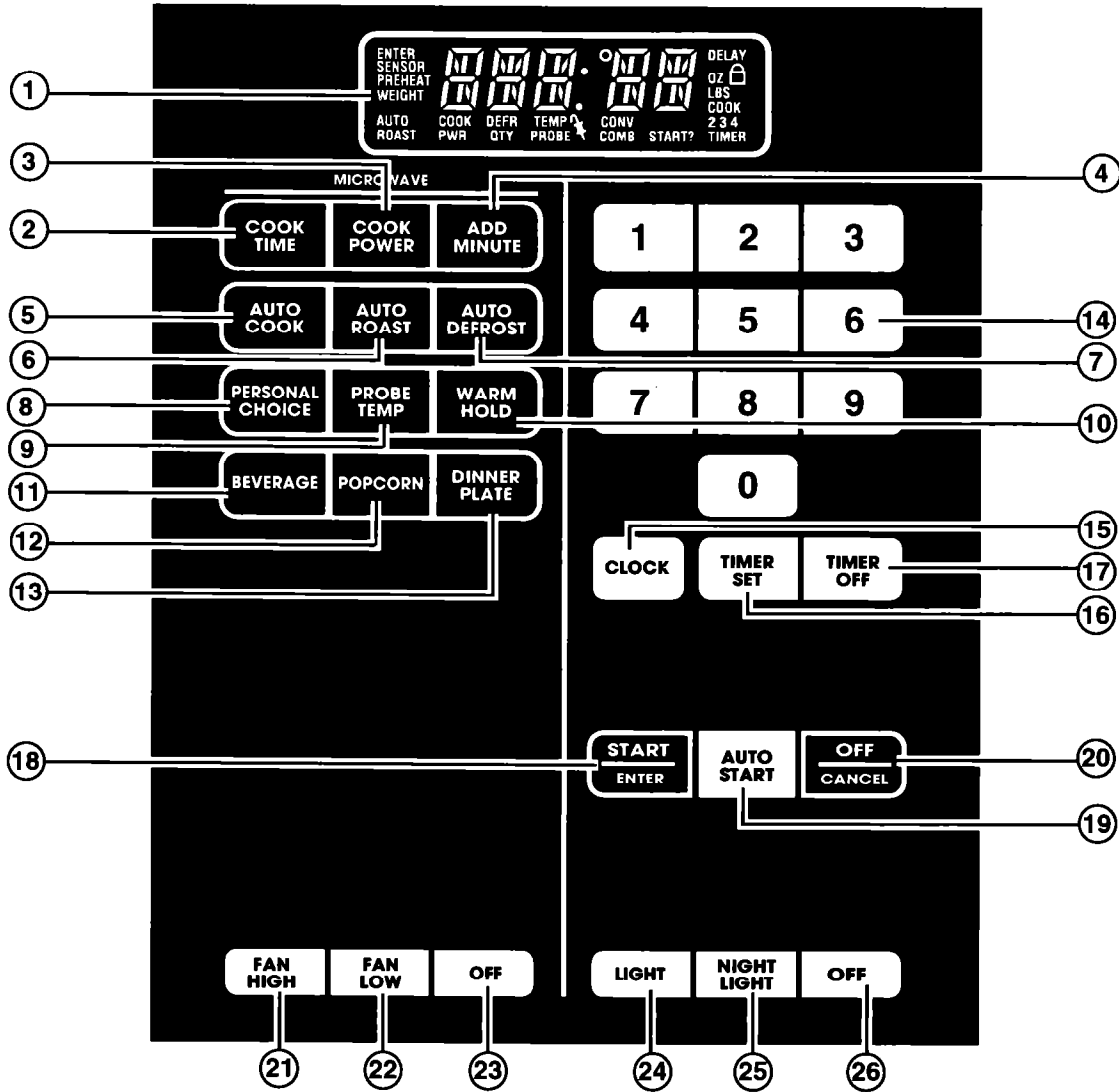 ENTER
SENSOR
PREHEAT
WEIGHT
AUTO
ROAST
COOK
PWR
DEFR
QTY
TEMP
PROBE
CONV
COMB
START?
DELAY
OZ
LBS
COOK
2 3 4
TIMER
1
3
4
MICROWAVE
2
COOK
TIME
COOK
POWER
ADD
MINUTE
1
2
3
5
AUTO
COOK
AUTO
ROAST
AUTO
DEFROST
4
5
6
14
6
7
8
PERSONAL
CHOICE
PROBE
TEMP
WARM
HOLD
7
8
9
10
9
11
BEVERAGE
POPCORN
DINNER
PLATE
0
12
15
13
CLOCK
TIMER
SET
TIMER
OFF
17
16
18
START
ENTER
AUTO
START
OFF
CANCEL
20
19
FAN
HIGH
FAN
LOW
OFF
LIGHT
NIGHT
LIGHT
OFF
21
22
23
24
25
26